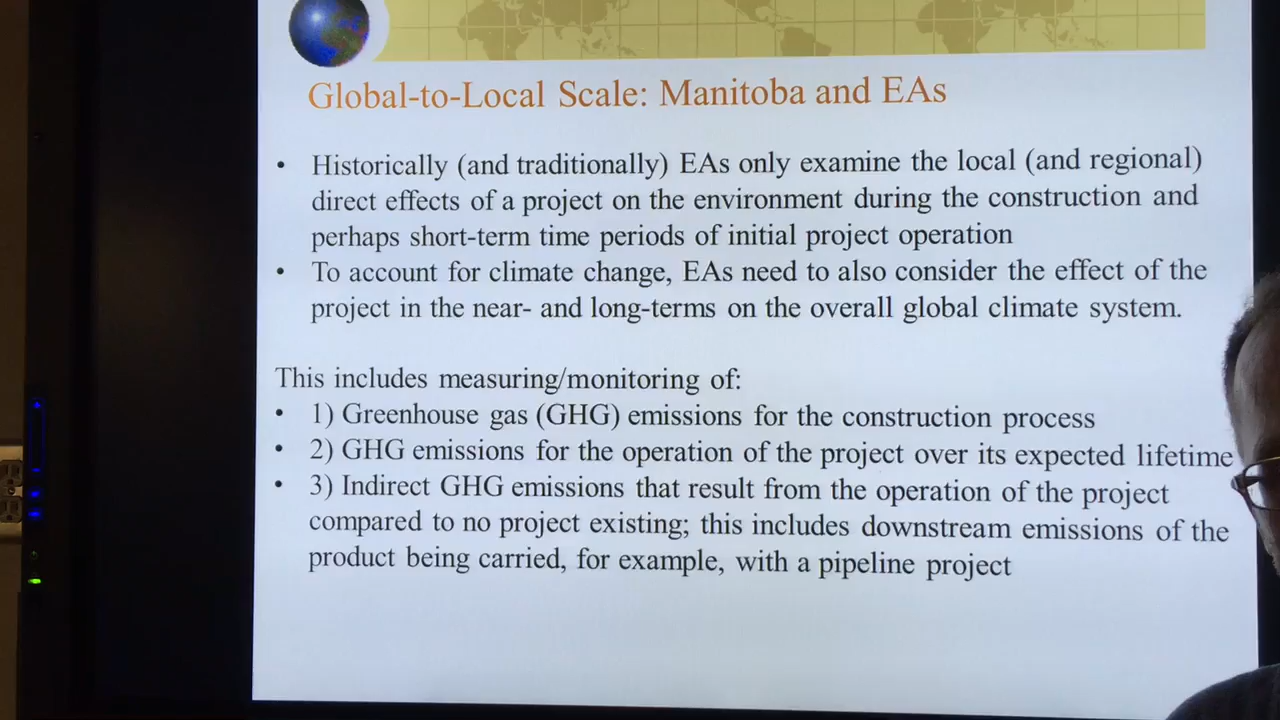 Global-to-Local Scale: Manitoba and EAs
• Historically (and traditionally) EAs only examine the local (and regional)
direct effects of a project on the environment during the construction and
perhaps short-term time periods of initial project operation
• To account for climate change, EAs need to also consider the effect of the
project in the near- and long-terms on the overall global climate system.
This includes measuring/monitoring of:
• 1) Greenhouse gas (GHG) emissions for the construction process
• 2) GHG emissions for the operation of the project over its expected lifetime
• 3) Indirect GHG emissions that result from the operation of the project
compared to no project existing; this includes downstream emissions of the
product being carried, for example, with a pipeline project